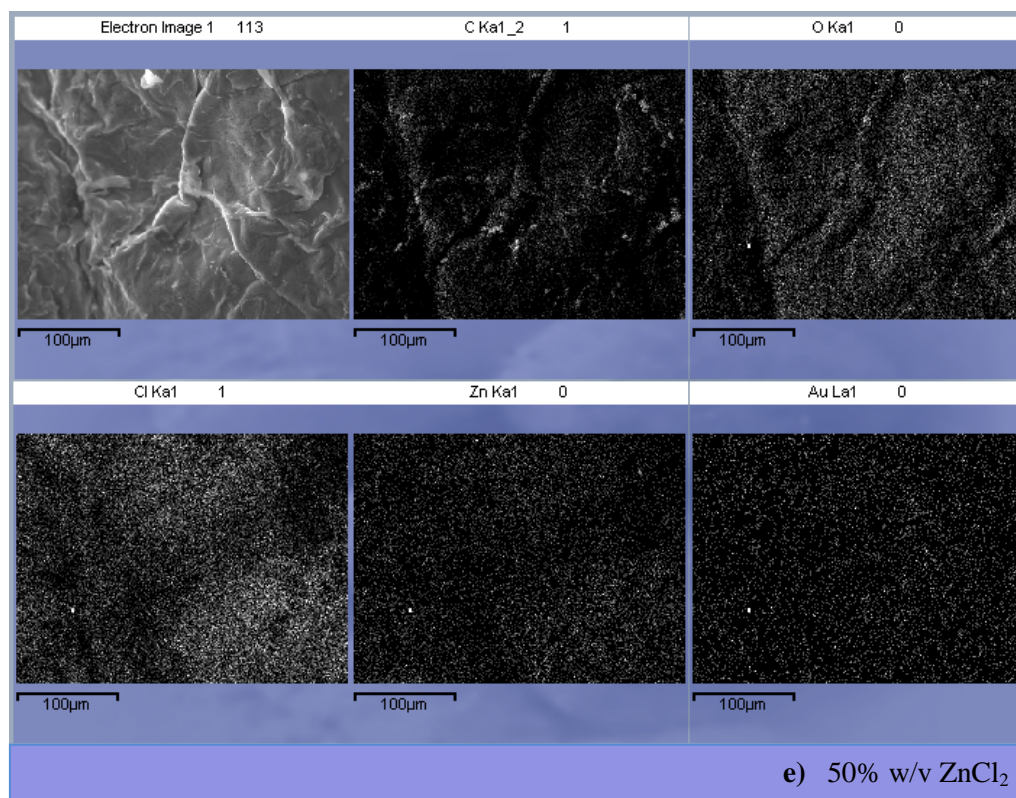 Electron Image 1 113
C Ka1_2 1
O Ka1 0
100µm
100µm
100µm
Cl Ka1 1
Zn Ka1 0
Au La1 0
100µm
100µm
100µm
e) 50% w/v ZnCl₂